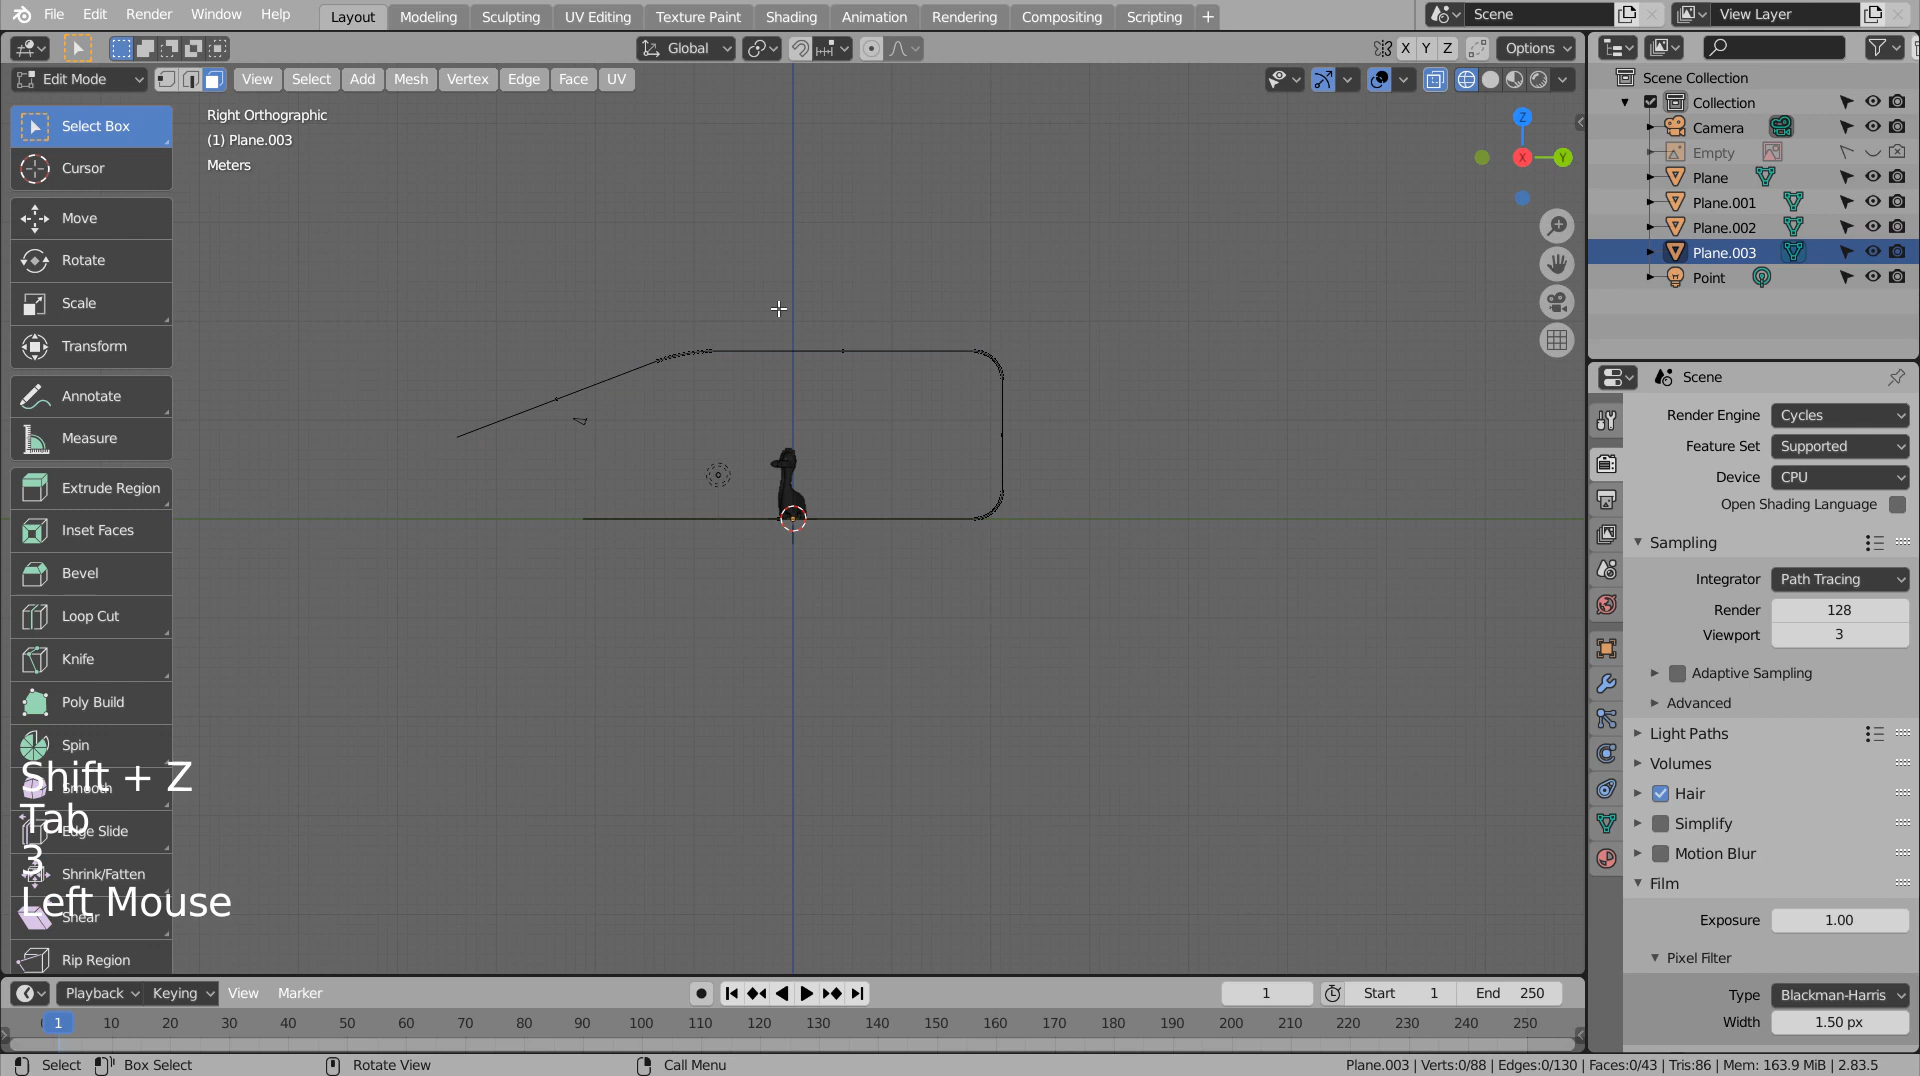 File Edit Render Window Help Layout Modeling Sculpting UV Editing Texture Paint Shading Animation Rendering Compositing Scripting + Scene View Layer
Global X Y Z Options
Edit Mode View Select Add Mesh Vertex Edge Face UV
Right Orthographic
(1) Plane.003
Meters
Z
X
Y
Select Box
Cursor
Move
Rotate
Scale
Transform
Annotate
Measure
Extrude Region
Inset Faces
Bevel
Loop Cut
Knife
Poly Build
Spin
Smooth
Edge Slide
Shrink/Fatten
Shear
Rip Region
Shift + Z
Tab
3
Left Mouse
Scene Collection
Collection
Camera
Empty
Plane
Plane.001
Plane.002
Plane.003
Point
Scene
Render Engine Cycles
Feature Set Supported
Device CPU
Open Shading Language
Sampling
Integrator Path Tracing
Render 128
Viewport 3
Adaptive Sampling
Advanced
Light Paths
Volumes
Hair
Simplify
Motion Blur
Film
Exposure 1.00
Pixel Filter
Type Blackman-Harris
Width 1.50 px
Playback Keying View Marker 1 Start 1 End 250
1 10 20 30 40 50 60 70 80 90 100 110 120 130 140 150 160 170 180 190 200 210 220 230 240 250
Select Box Select Rotate View Call Menu Plane.003 | Verts:0/88 | Edges:0/130 | Faces:0/43 | Tris:86 | Mem: 163.9 MiB | 2.83.5